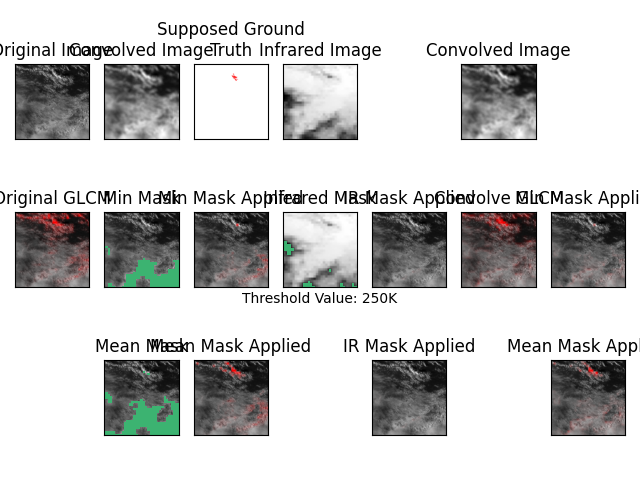 Supposed Ground
Original Image Convolved Image Truth Infrared Image Convolved Image
Original GLCM Min Mask Min Mask Applied Infrared Mask IR Mask Applied Convolve GLCM Min Mask Appli
Threshold Value: 250K
Mean Mask Mean Mask Applied IR Mask Applied Mean Mask Appl